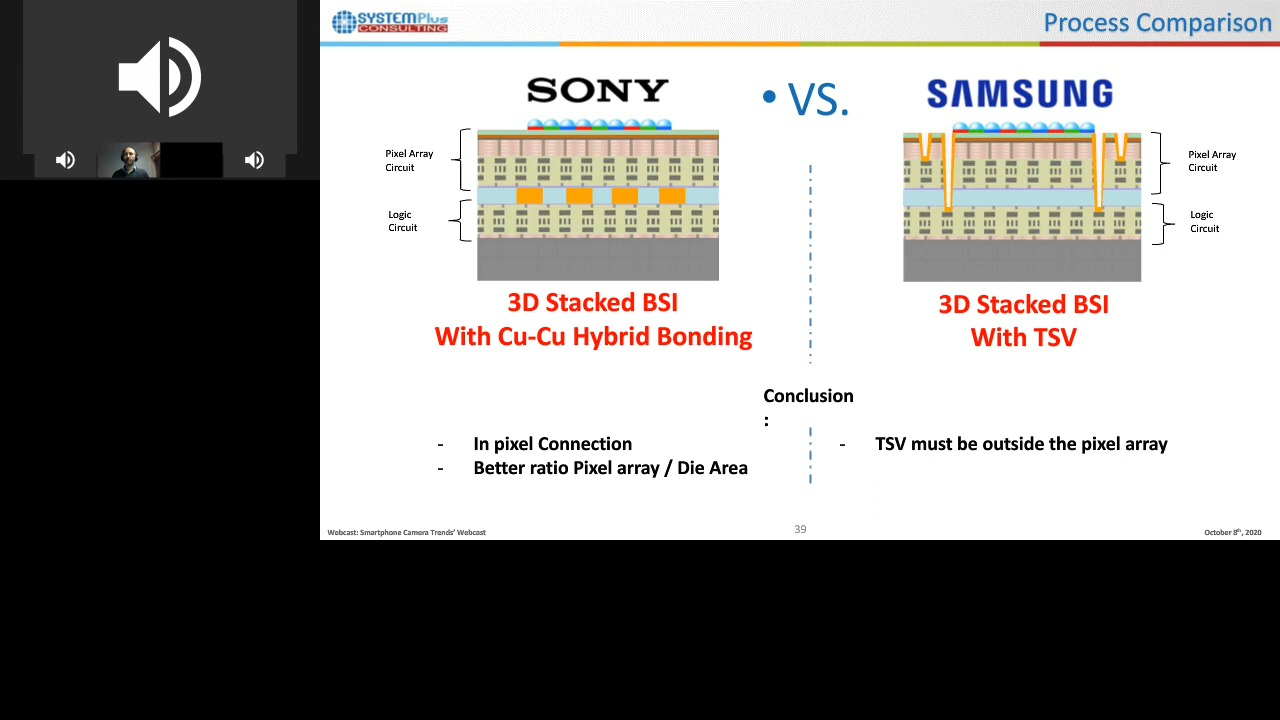 SYSTEMPlus
CONSULTING
Process Comparison
SONY
• VS.
SAMSUNG
Pixel Array
Circuit
Logic
Circuit
Pixel Array
Circuit
Logic
Circuit
3D Stacked BSI
With Cu-Cu Hybrid Bonding
3D Stacked BSI
With TSV
Conclusion
:
- In pixel Connection
- Better ratio Pixel array / Die Area
- TSV must be outside the pixel array
Webcast: Smartphone Camera Trends' Webcast
39
October 8th, 2020